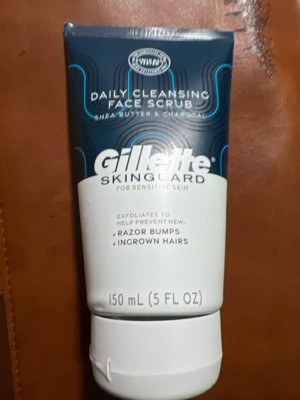 DAILY CLEANSING
FACE SCRUB
SHEA BUTTER & CHARCOAL
Gillette®
SKINGUARD
FOR SENSITIVE SKIN
EXFOLIATES TO
HELP PREVENT NEW:
RAZOR BUMPS
INGROWN HAIRS
150 mL (5 FL OZ)